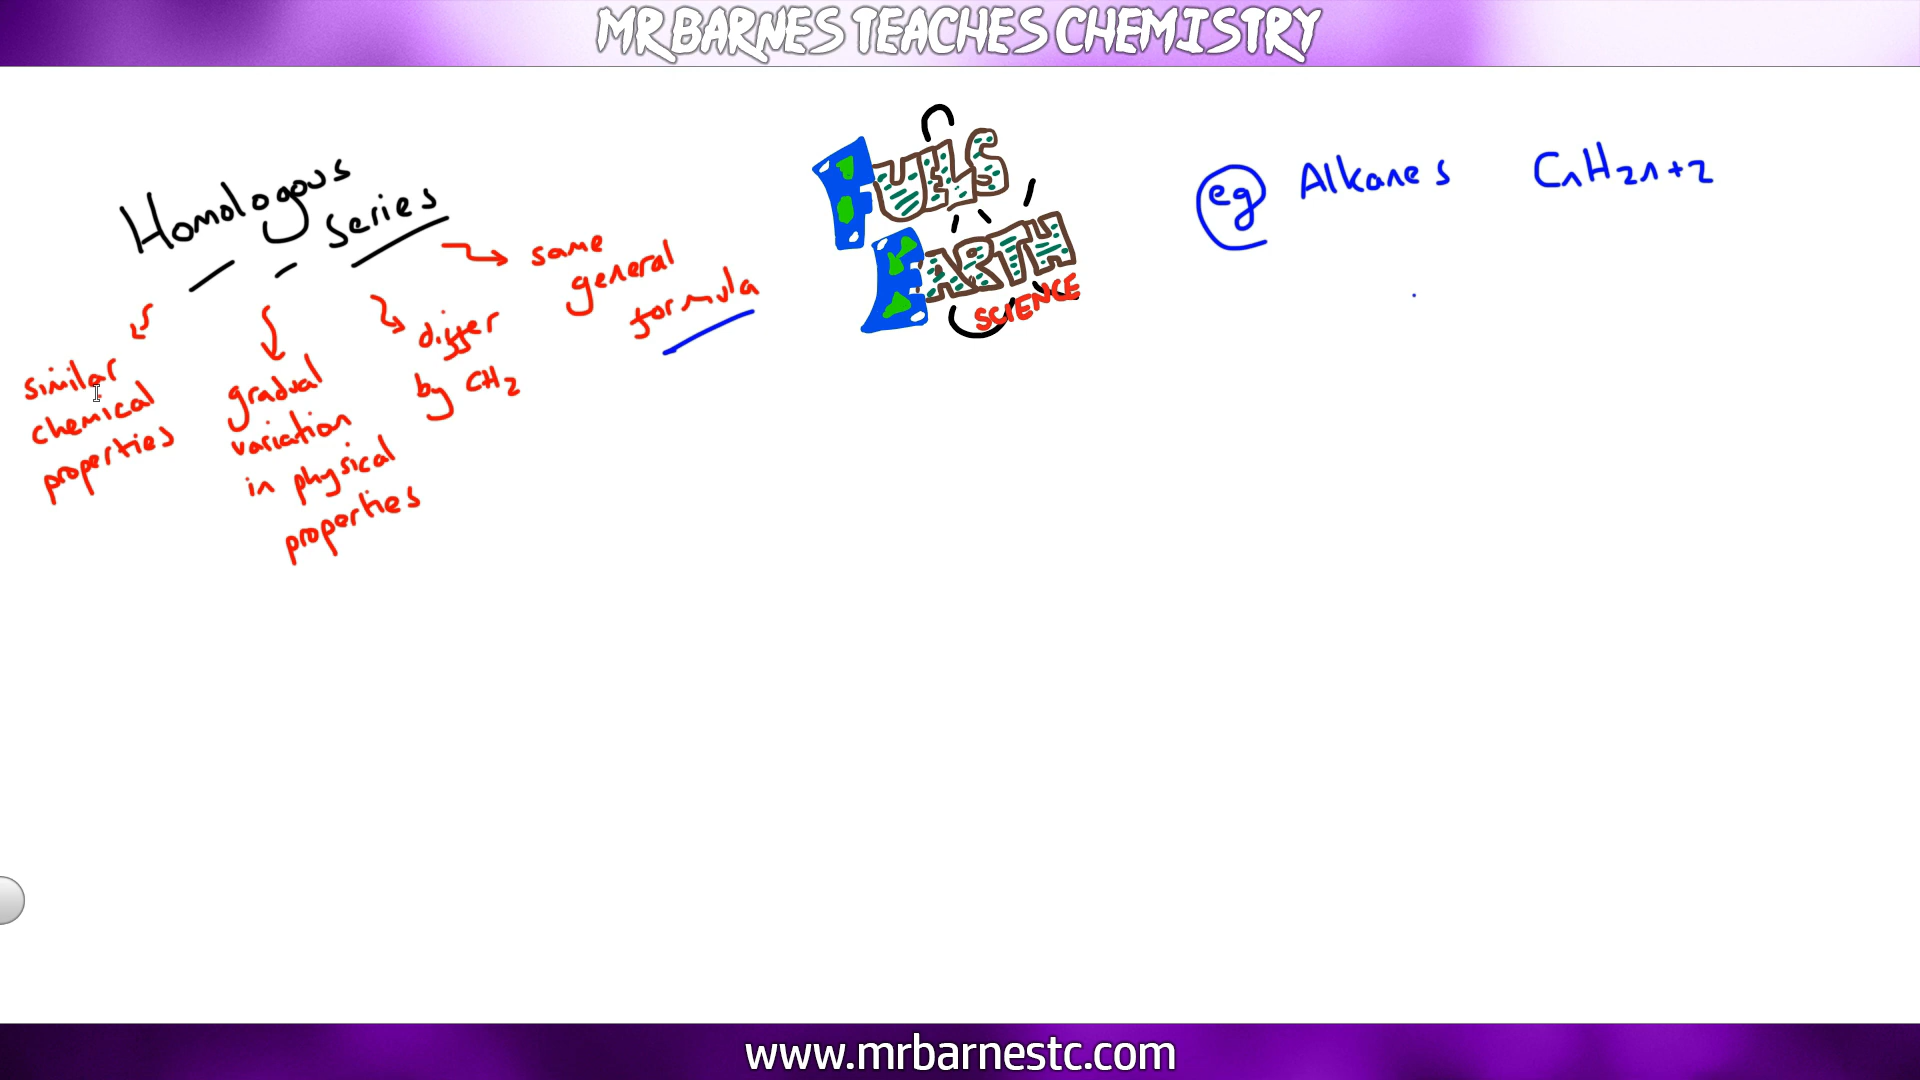 MR BARNES TEACHES CHEMISTRY
Homologous
series
similar
chemical
properties
gradual
variation
in physical
properties
differ
by CH2
same
general
formula
FUELS
EARTH
SCIENCE
eg Alkanes CnH2n+2
www.mrbarnestc.com